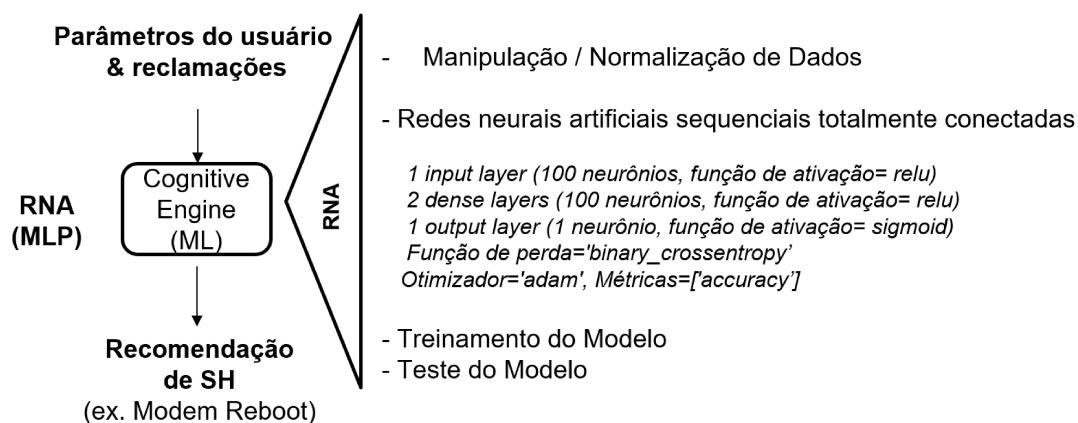 Parâmetros do usuário
& reclamações
Cognitive
Engine
(ML)
RNA
(MLP)
Recomendação
de SH
(ex. Modem Reboot)
RNA
- Manipulação / Normalização de Dados
- Redes neurais artificiais sequenciais totalmente conectadas
1 input layer (100 neurônios, função de ativação= relu)
2 dense layers (100 neurônios, função de ativação= relu)
1 output layer (1 neurônio, função de ativação= sigmoid)
Função de perda='binary_crossentropy’
Otimizador='adam', Métricas=['accuracy’]
- Treinamento do Modelo
- Teste do Modelo